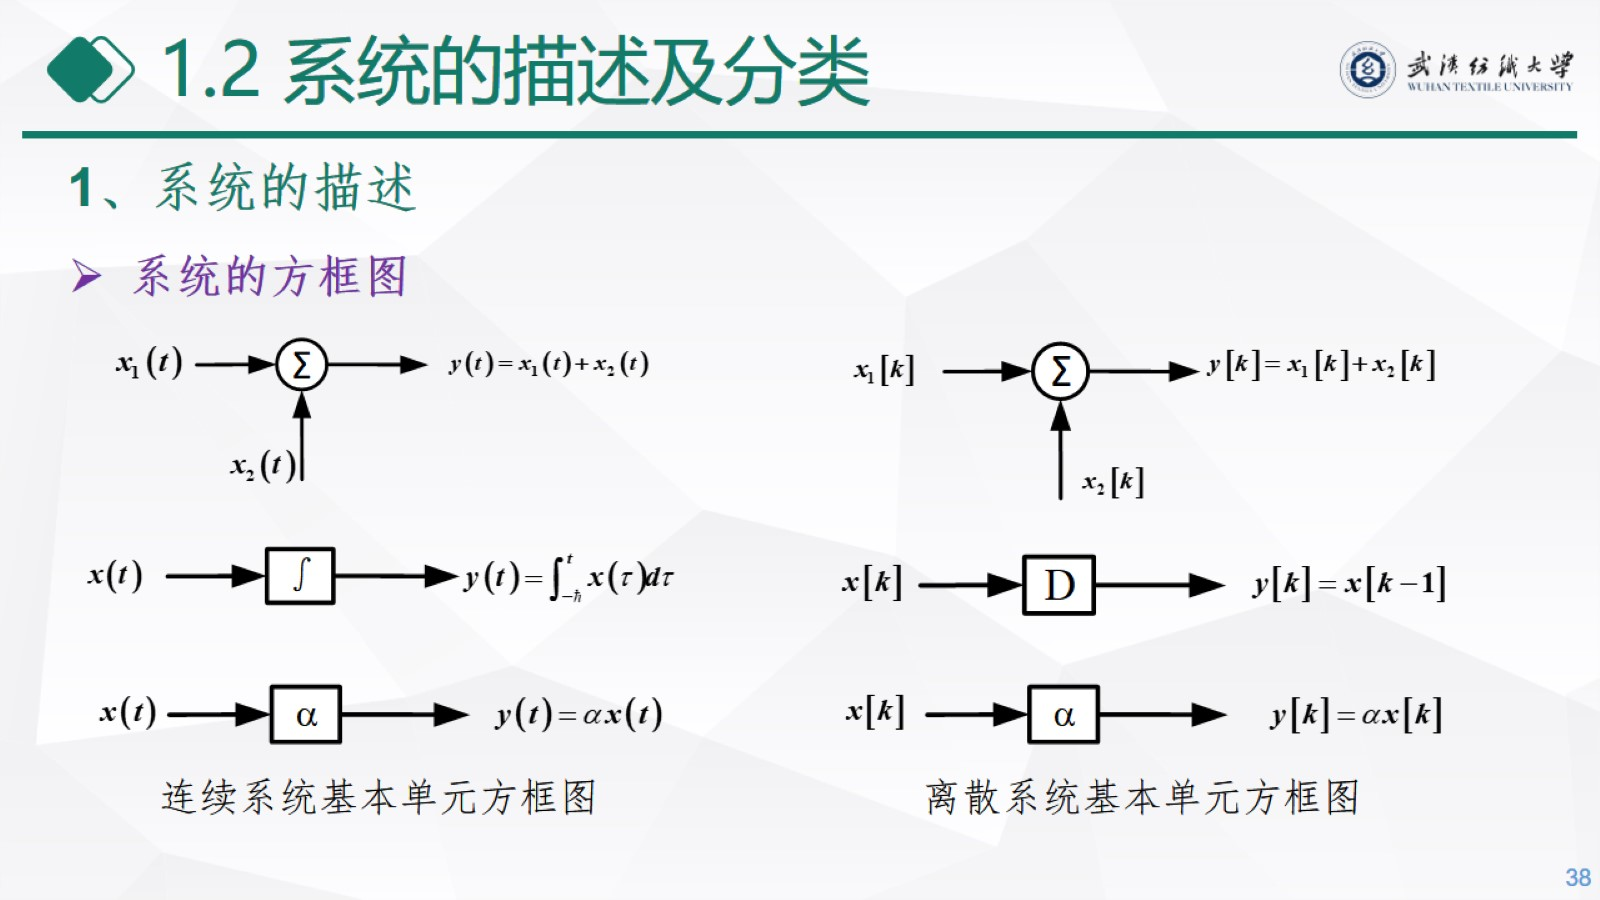 1.2 系统的描述及分类
武汉纺织大学
WUHAN TEXTILE UNIVERSITY
1、系统的描述
➢ 系统的方框图
x₁(t) Σ y(t)=x₁(t)+x₂(t)
x₂(t)
x₁[k] Σ y[k]=x₁[k]+x₂[k]
x₂[k]
x(t) ∫ y(t)=∫_{-ℏ}^{t} x(τ)dτ
x[k] D y[k]=x[k-1]
x(t) α y(t)=αx(t)
x[k] α y[k]=αx[k]
连续系统基本单元方框图
离散系统基本单元方框图
38